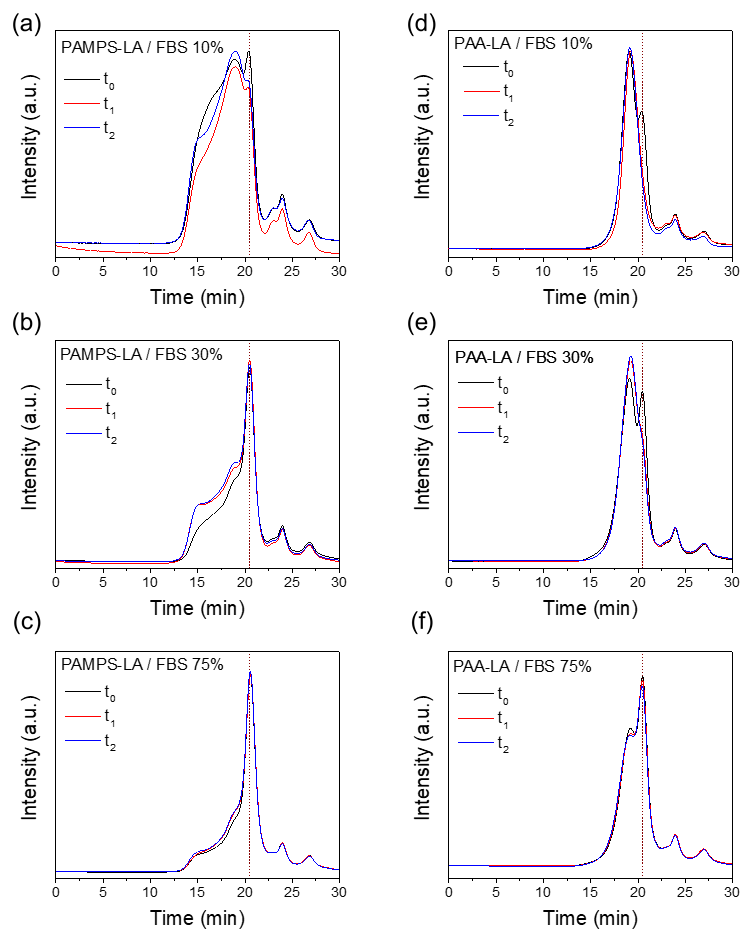 (a)
PAMPS-LA / FBS 10%
t0
t1
t2
Intensity (a.u.)
0 5 10 15 20 25 30
Time (min)
(d)
PAA-LA / FBS 10%
t0
t1
t2
Intensity (a.u.)
0 5 10 15 20 25 30
Time (min)
(b)
PAMPS-LA / FBS 30%
t0
t1
t2
Intensity (a.u.)
0 5 10 15 20 25 30
Time (min)
(e)
PAA-LA / FBS 30%
t0
t1
t2
Intensity (a.u.)
0 5 10 15 20 25 30
Time (min)
(c)
PAMPS-LA / FBS 75%
t0
t1
t2
Intensity (a.u.)
0 5 10 15 20 25 30
Time (min)
(f)
PAA-LA / FBS 75%
t0
t1
t2
Intensity (a.u.)
0 5 10 15 20 25 30
Time (min)